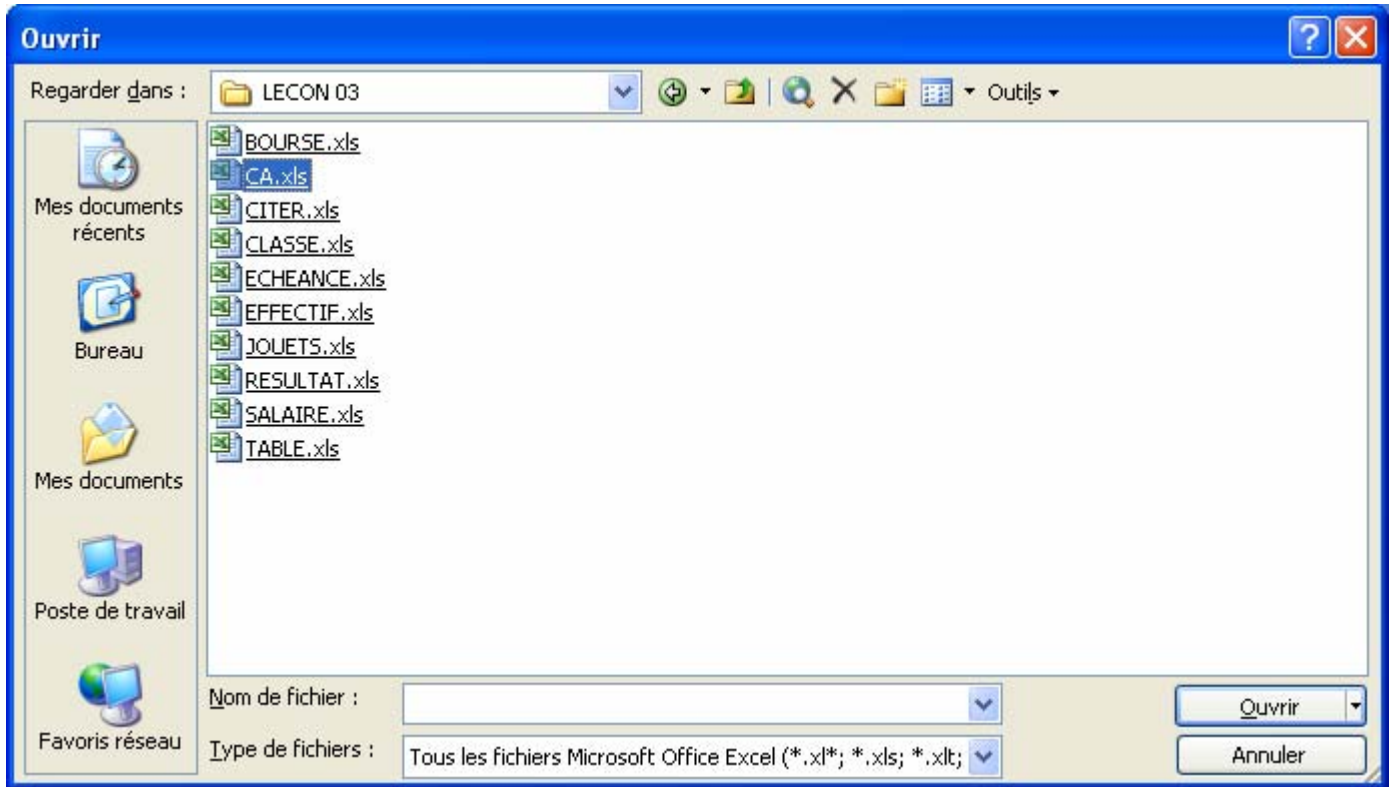 Ouvrir
Regarder dans :
LECON 03
Outils
BOURSE.xls
CA.xls
CITER.xls
CLASSE.xls
ECHEANCE.xls
EFFECTIF.xls
JOUETS.xls
RESULTAT.xls
SALAIRE.xls
TABLE.xls
Mes documents
récents
Bureau
Mes documents
Poste de travail
Favoris réseau
Nom de fichier :
Ouvrir
Type de fichiers :
Tous les fichiers Microsoft Office Excel (*.xl*; *.xls; *.xlt;
Annuler